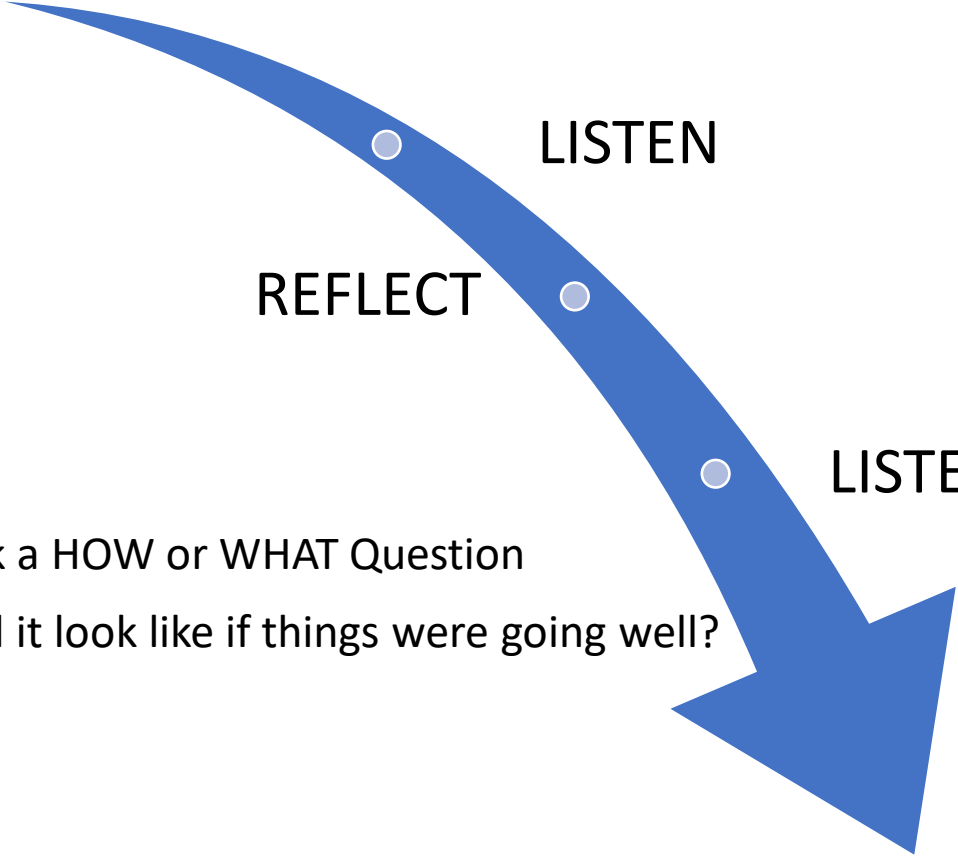 LISTEN
REFLECT
LISTE
k a HOW or WHAT Question
it look like if things were going well?